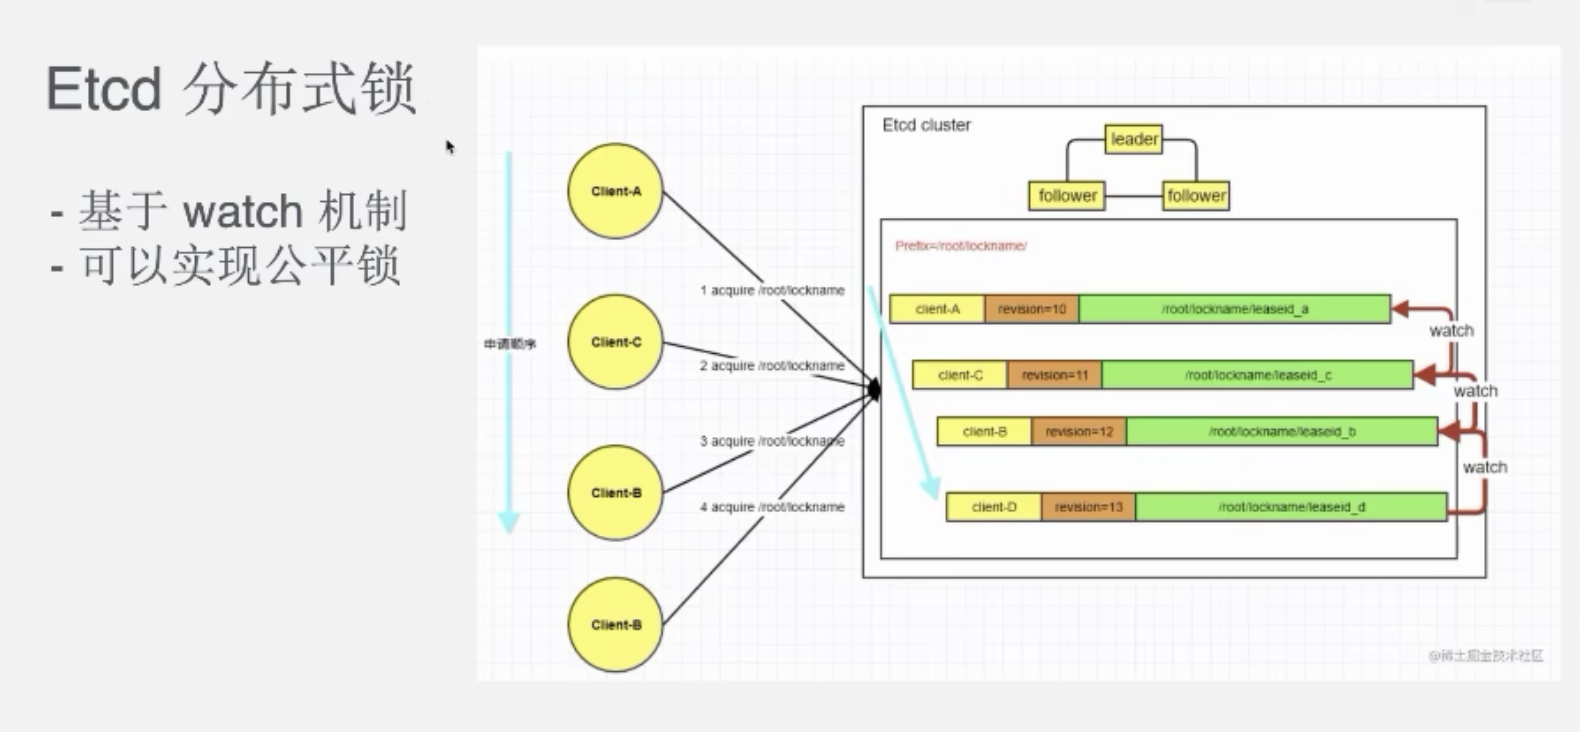 Etcd 分布式锁
- 基于 watch 机制
- 可以实现公平锁
申请顺序
Client-A
Client-C
Client-B
Client-B
1 acquire /root/lockname
2 acquire /root/lockname
3 acquire /root/lockname
4 acquire /root/lockname
Etcd cluster
leader
follower
follower
Prefix=/root/lockname/
client-A revision=10 /root/lockname/leaseid_a
watch
client-C revision=11 /root/lockname/leaseid_c
watch
client-B revision=12 /root/lockname/leaseid_b
watch
client-D revision=13 /root/lockname/leaseid_d
@稀土掘金技术社区